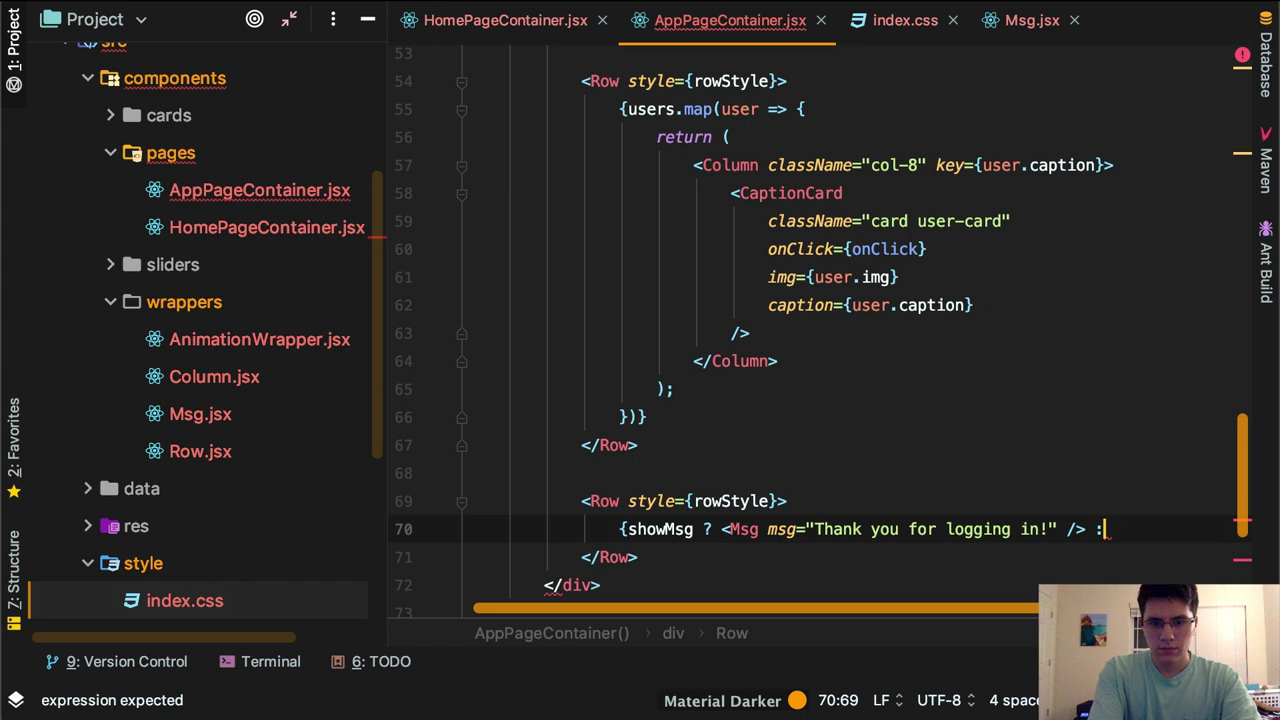 Project
HomePageContainer.jsx
AppPageContainer.jsx
index.css
Msg.jsx
1: Project
2: Favorites
7: Structure
src
components
cards
pages
AppPageContainer.jsx
HomePageContainer.jsx
sliders
wrappers
AnimationWrapper.jsx
Column.jsx
Msg.jsx
Row.jsx
data
res
style
index.css
53
54 <Row style={rowStyle}>
55 {users.map(user => {
56 return (
57 <Column className="col-8" key={user.caption}>
58 <CaptionCard
59 className="card user-card"
60 onClick={onClick}
61 img={user.img}
62 caption={user.caption}
63 />
64 </Column>
65 );
66 })}
67 </Row>
68
69 <Row style={rowStyle}>
70 {showMsg ? <Msg msg="Thank you for logging in!" /> :
71 </Row>
72 </div>
73
AppPageContainer()
div
Row
Database
Maven
Ant Build
9: Version Control
Terminal
6: TODO
expression expected
Material Darker
70:69
LF
UTF-8
4 spac